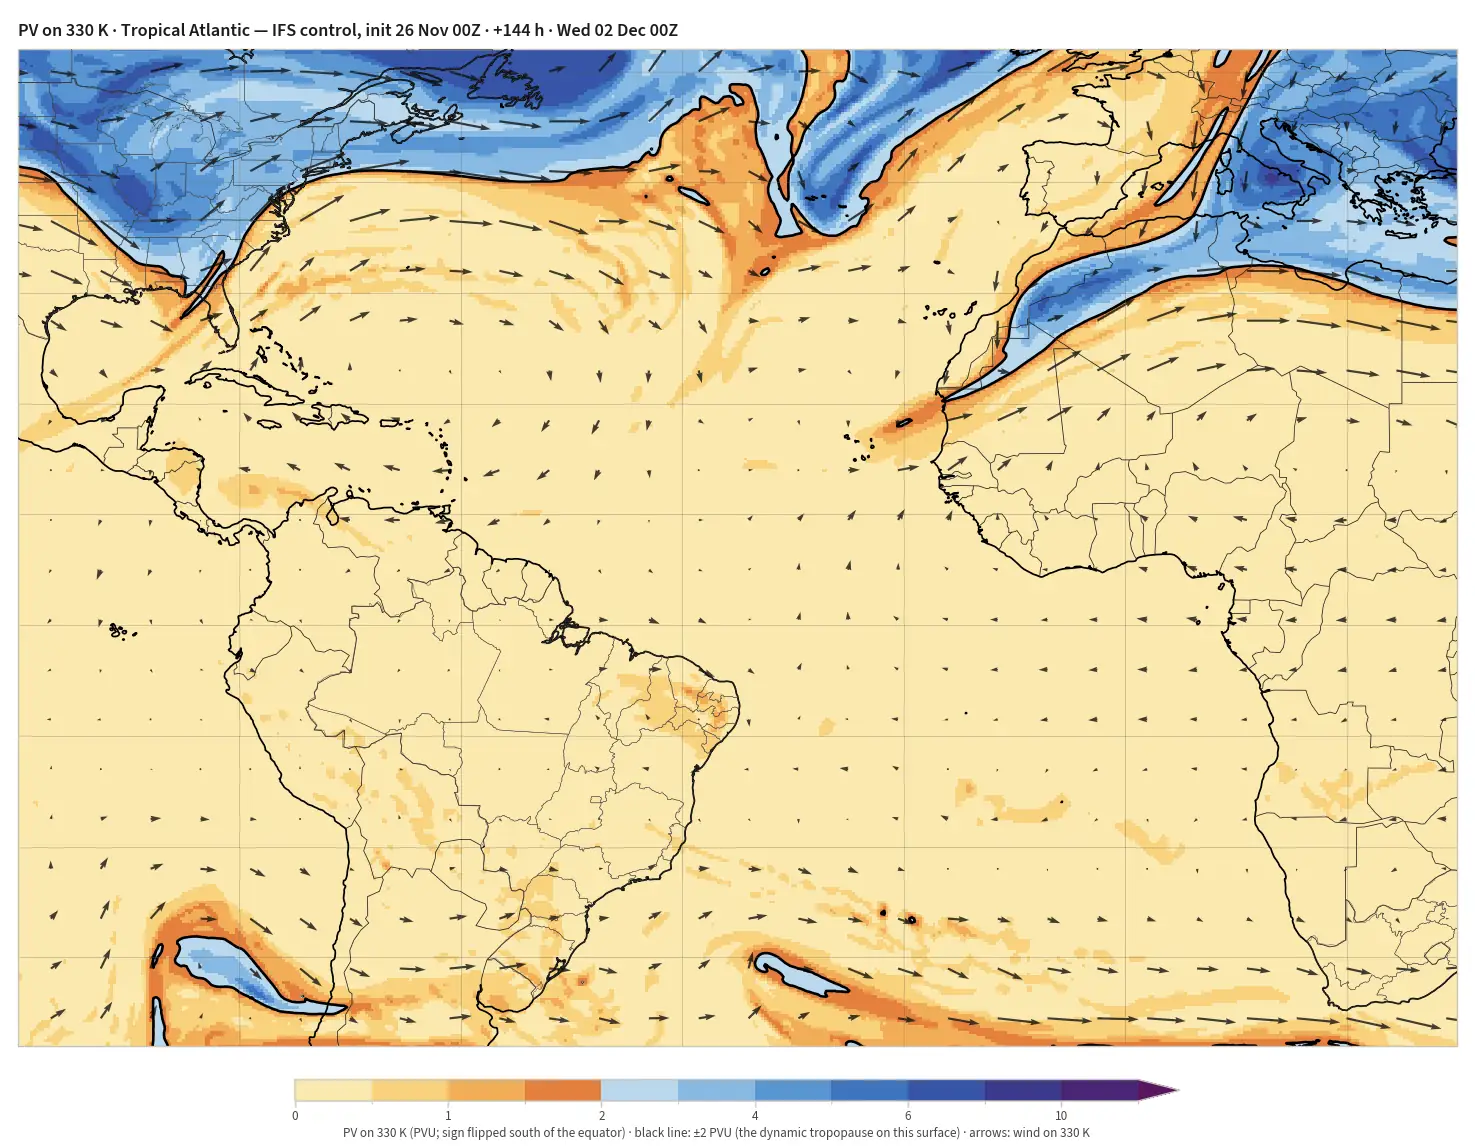 PV on 330 K · Tropical Atlantic — IFS control, init 26 Nov 00Z · +144 h · Wed 02 Dec 00Z
0 1 2 4 6 10
PV on 330 K (PVU; sign flipped south of the equator) · black line: ±2 PVU (the dynamic tropopause on this surface) · arrows: wind on 330 K